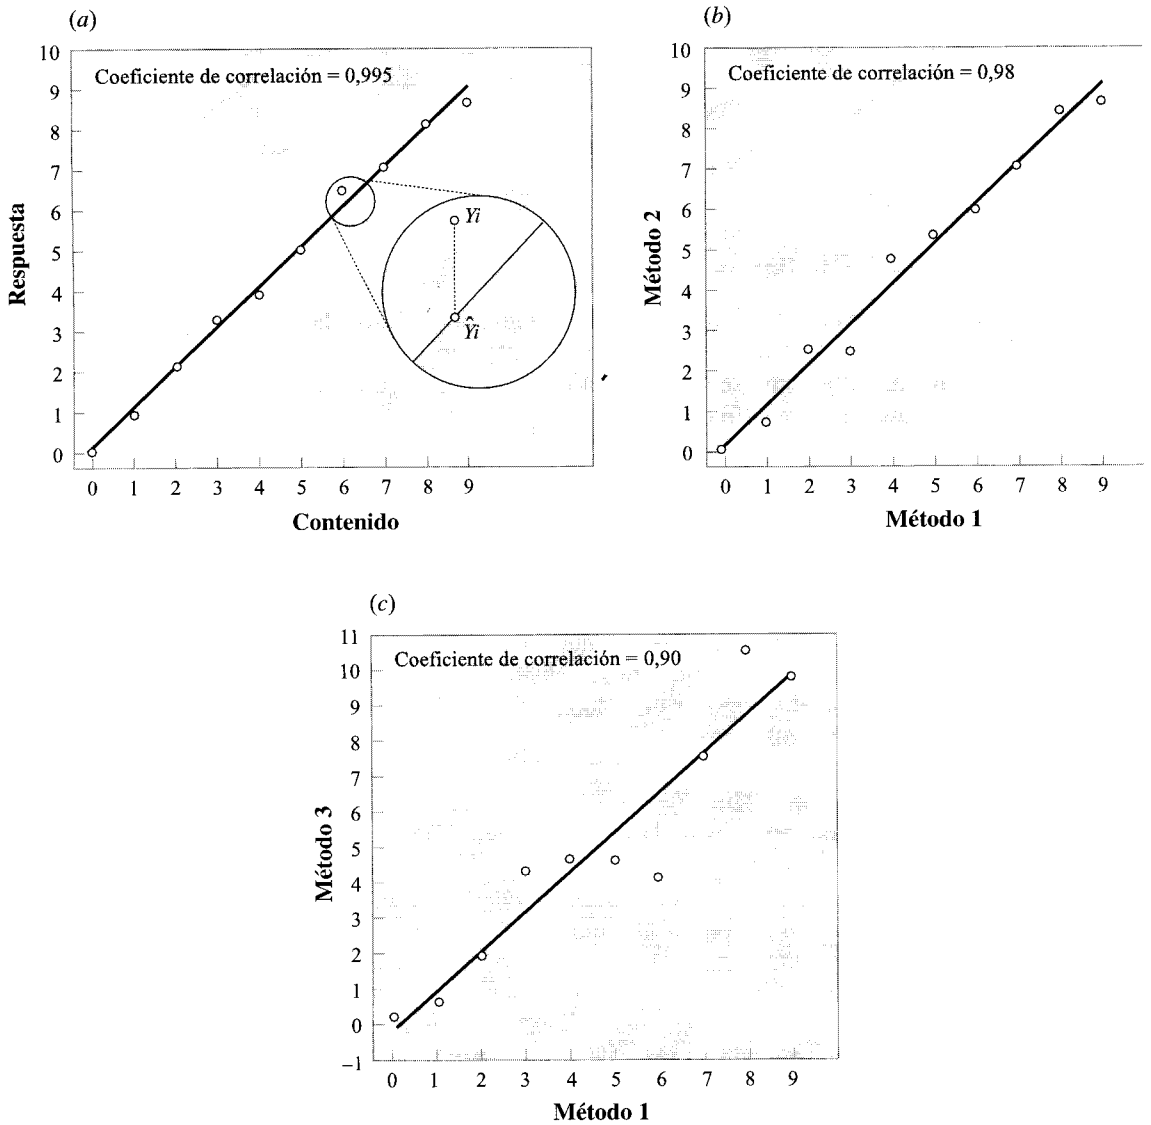 (a)
Coeficiente de correlación = 0,995
10
9
8
7
6
5
4
3
2
1
0
Respuesta
Yi
Ŷi
0 1 2 3 4 5 6 7 8 9
Contenido
(b)
Coeficiente de correlación = 0,98
10
9
8
7
6
5
4
3
2
1
0
Método 2
0 1 2 3 4 5 6 7 8 9
Método 1
(c)
Coeficiente de correlación = 0,90
11
10
9
8
7
6
5
4
3
2
1
0
−1
Método 3
0 1 2 3 4 5 6 7 8 9
Método 1